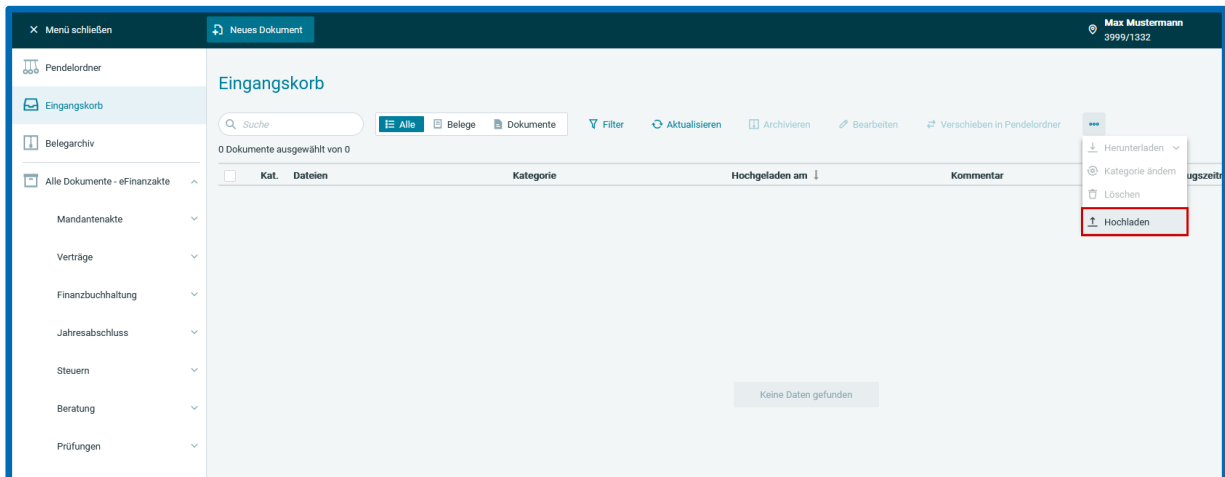 Menü schließen
Neues Dokument
Max Mustermann
3999/1332
Pendelordner
Eingangskorb
Belegarchiv
Alle Dokumente - eFinanzakte
Mandantenakte
Verträge
Finanzbuchhaltung
Jahresabschluss
Steuern
Beratung
Prüfungen
Eingangskorb
Suche
Alle Belege Dokumente Filter Aktualisieren Archivieren Bearbeiten Verschieben in Pendelordner
0 Dokumente ausgewählt von 0
Kat. Dateien Kategorie Hochgeladen am Kommentar
Herunterladen
Kategorie ändern
Löschen
Hochladen
Keine Daten gefunden